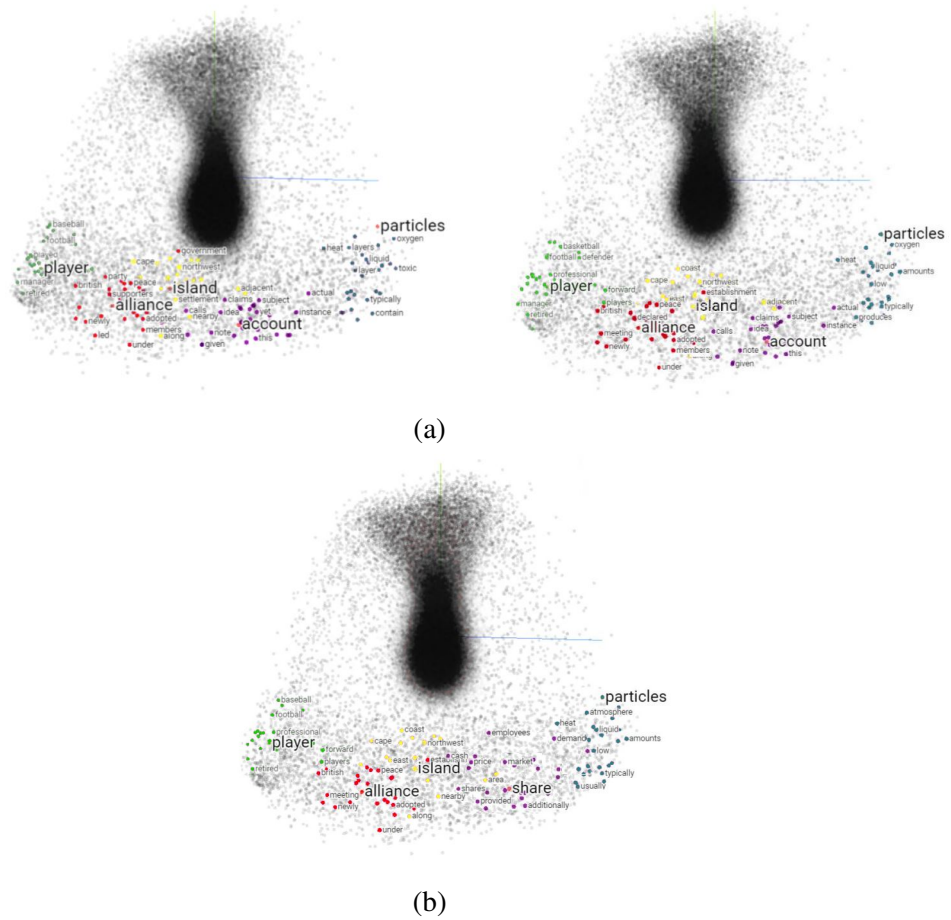 baseball
football
played
player
manager
retired
british
party
peace
supporters
alliance
newly
adopted
members
led
under
along
government
cape
northwest
island
settlement
calls
nearby
adjacent
claims
subject
idea
yet
account
note
this
given
actual
instance
particles
oxygen
heat
layers
liquid
layer
toxic
typically
contain
basketball
football
defender
professional
player
manager
retired
forward
players
british
peace
declared
alliance
meeting
newly
adopted
members
under
coast
cape
northwest
east
establishment
island
adjacent
claims
subject
calls
ideas
account
note
this
given
actual
instance
particles
oxygen
heat
liquid
amounts
low
typically
produces
(a)
baseball
football
professional
player
retired
forward
players
british
peace
alliance
meeting
newly
adopted
along
under
coast
cape
northwest
east
island
nearby
employees
cash
price
market
area
shares
share
provided
additionally
demand
particles
atmosphere
heat
liquid
amounts
low
typically
usually
(b)